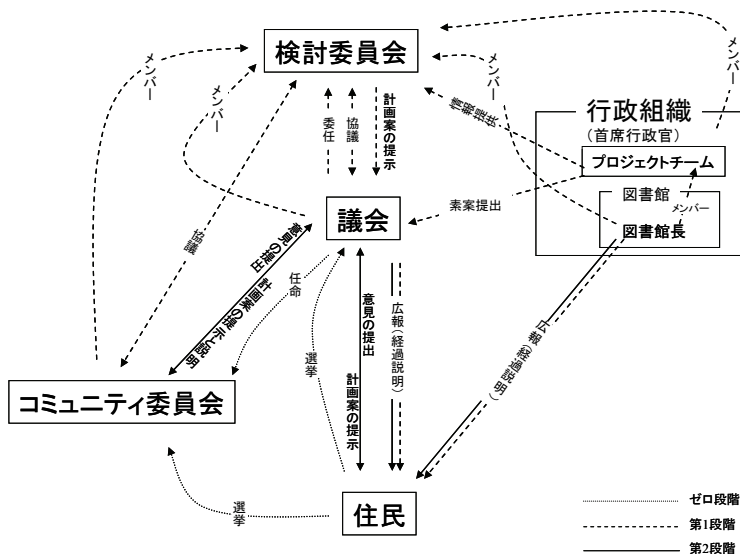 メンバー
検討委員会
メンバー
メンバー
メンバー
行政組織
(首席行政官)
情報提供
プロジェクトチーム
委任
協議
計画案の提示
素案提出
図書館
メンバー
図書館長
議会
協議
意見の提出
計画案の提示と説明
任命
選挙
意見の提出
計画案の提示
広報(経過説明)
広報(経過説明)
コミュニティ委員会
選挙
住民
ゼロ段階
第1段階
第2段階